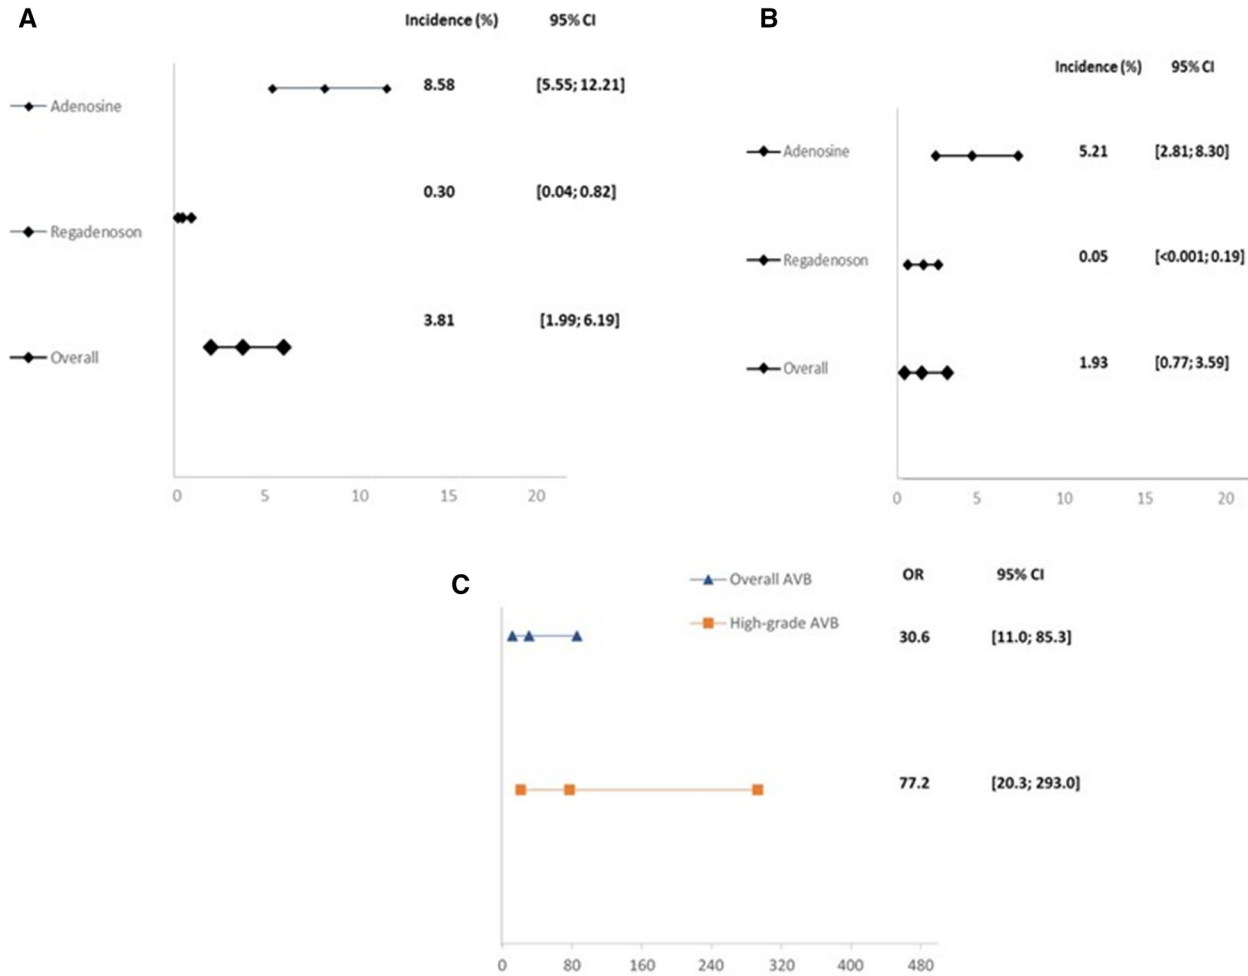 A
Incidence (%) 95% CI
Adenosine 8.58 [5.55; 12.21]
Regadenoson 0.30 [0.04; 0.82]
Overall 3.81 [1.99; 6.19]
0 5 10 15 20
B
Incidence (%) 95% CI
Adenosine 5.21 [2.81; 8.30]
Regadenoson 0.05 [<0.001; 0.19]
Overall 1.93 [0.77; 3.59]
0 5 10 15 20
C
Overall AVB OR 95% CI
High-grade AVB
30.6 [11.0; 85.3]
77.2 [20.3; 293.0]
0 80 160 240 320 400 480